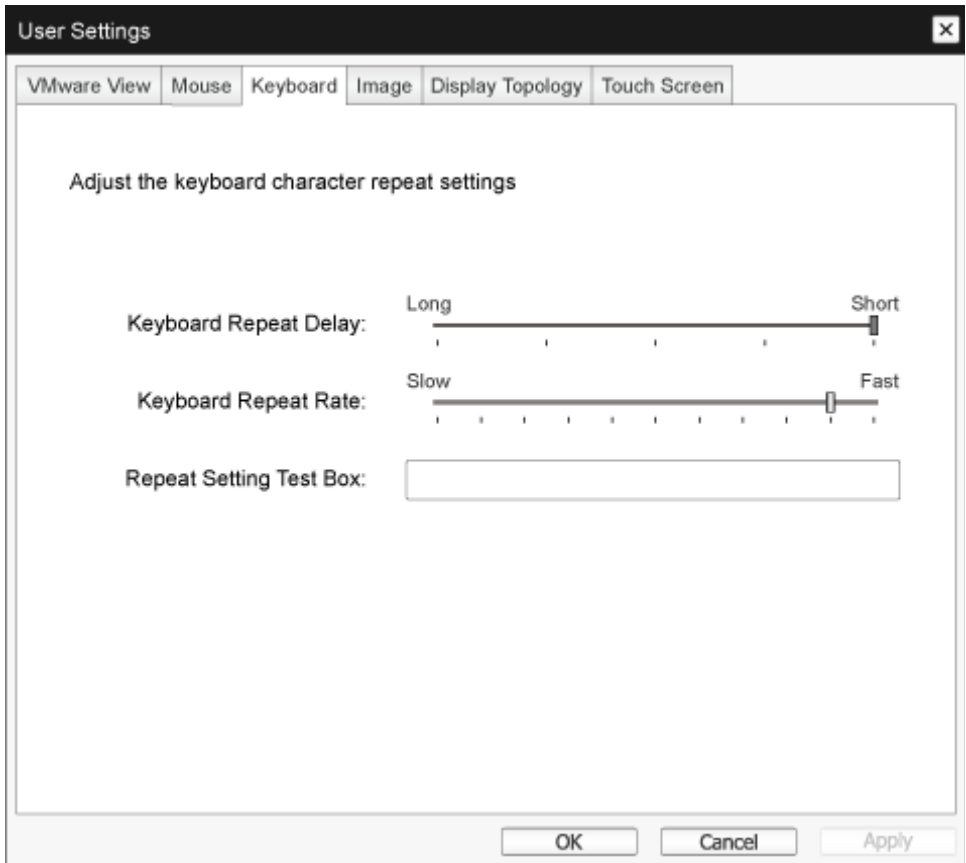 User Settings
VMware View Mouse Keyboard Image Display Topology Touch Screen
Adjust the keyboard character repeat settings
Long Short
Keyboard Repeat Delay:
Slow Fast
Keyboard Repeat Rate:
Repeat Setting Test Box:
OK Cancel Apply